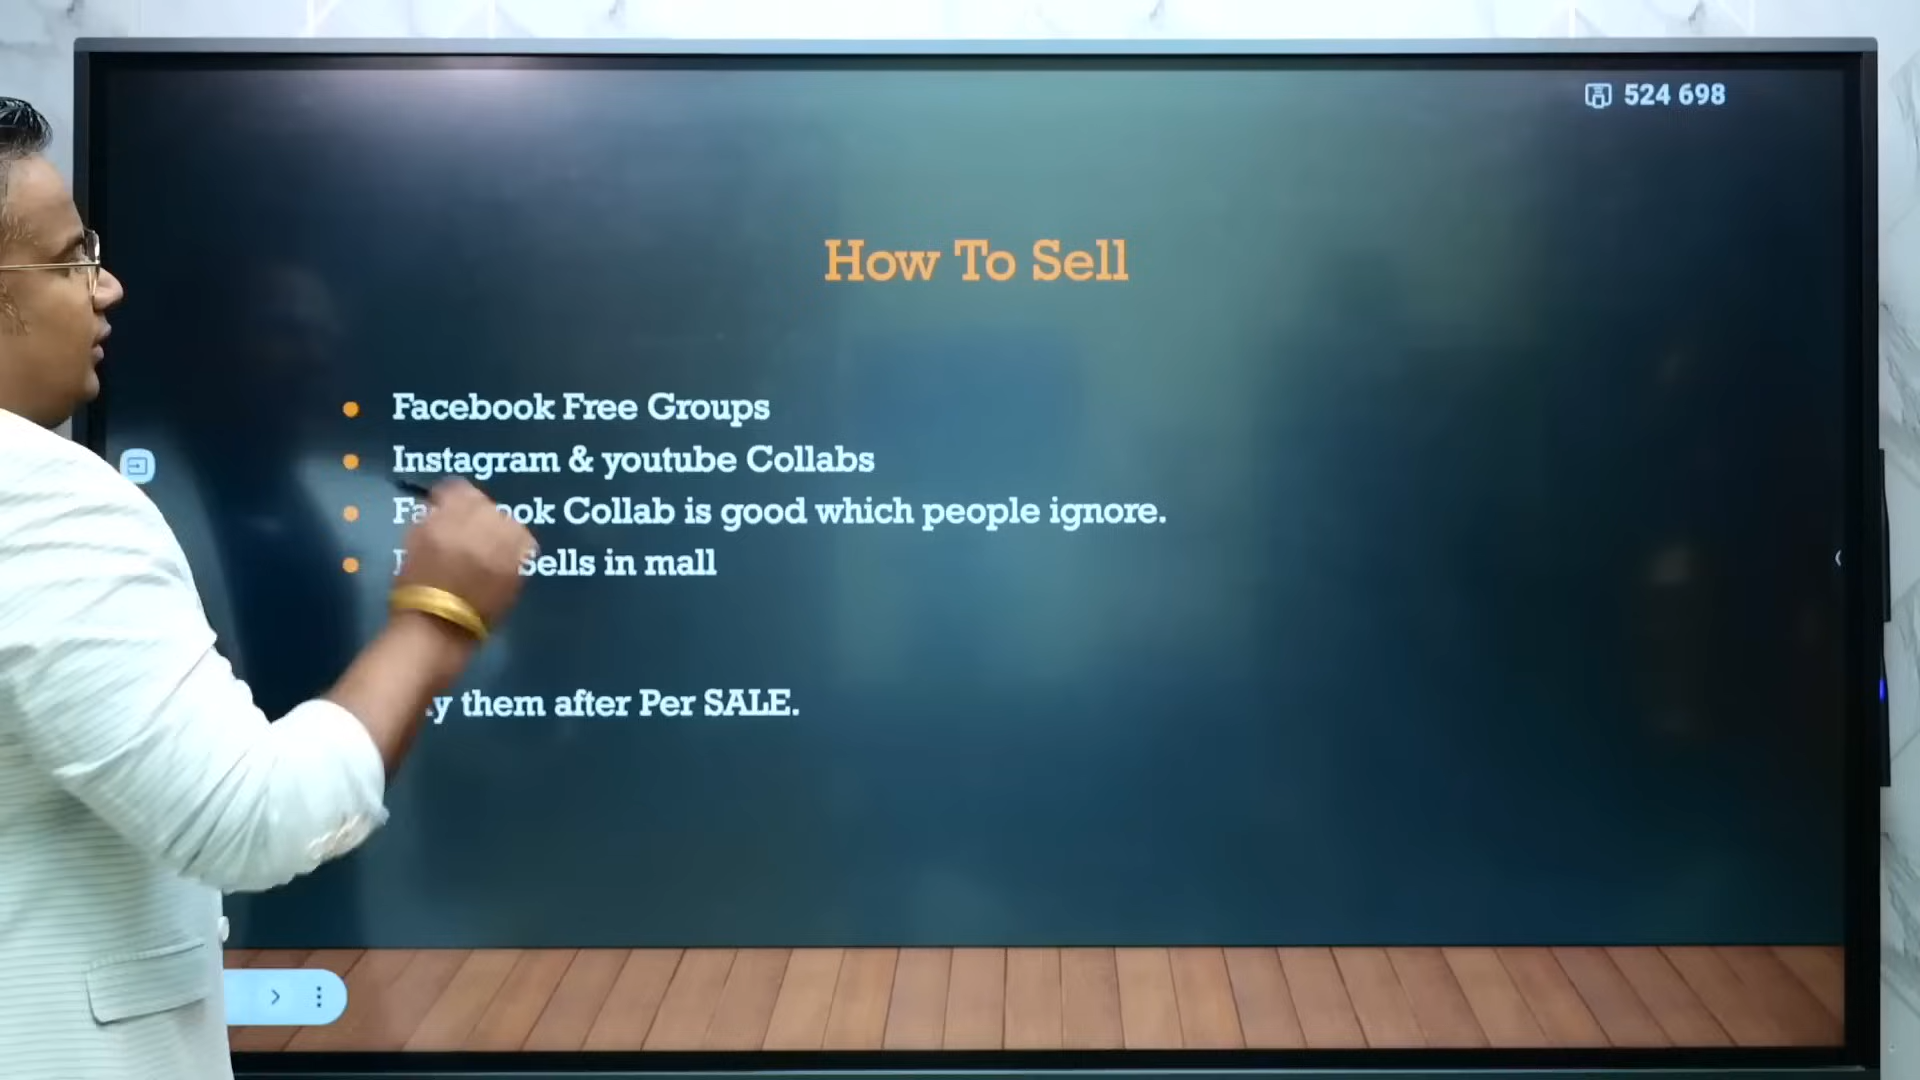 524 698
How To Sell
Facebook Free Groups
Instagram & youtube Collabs
Collab is good which people ignore.
Sells in mall
them after Per SALE.